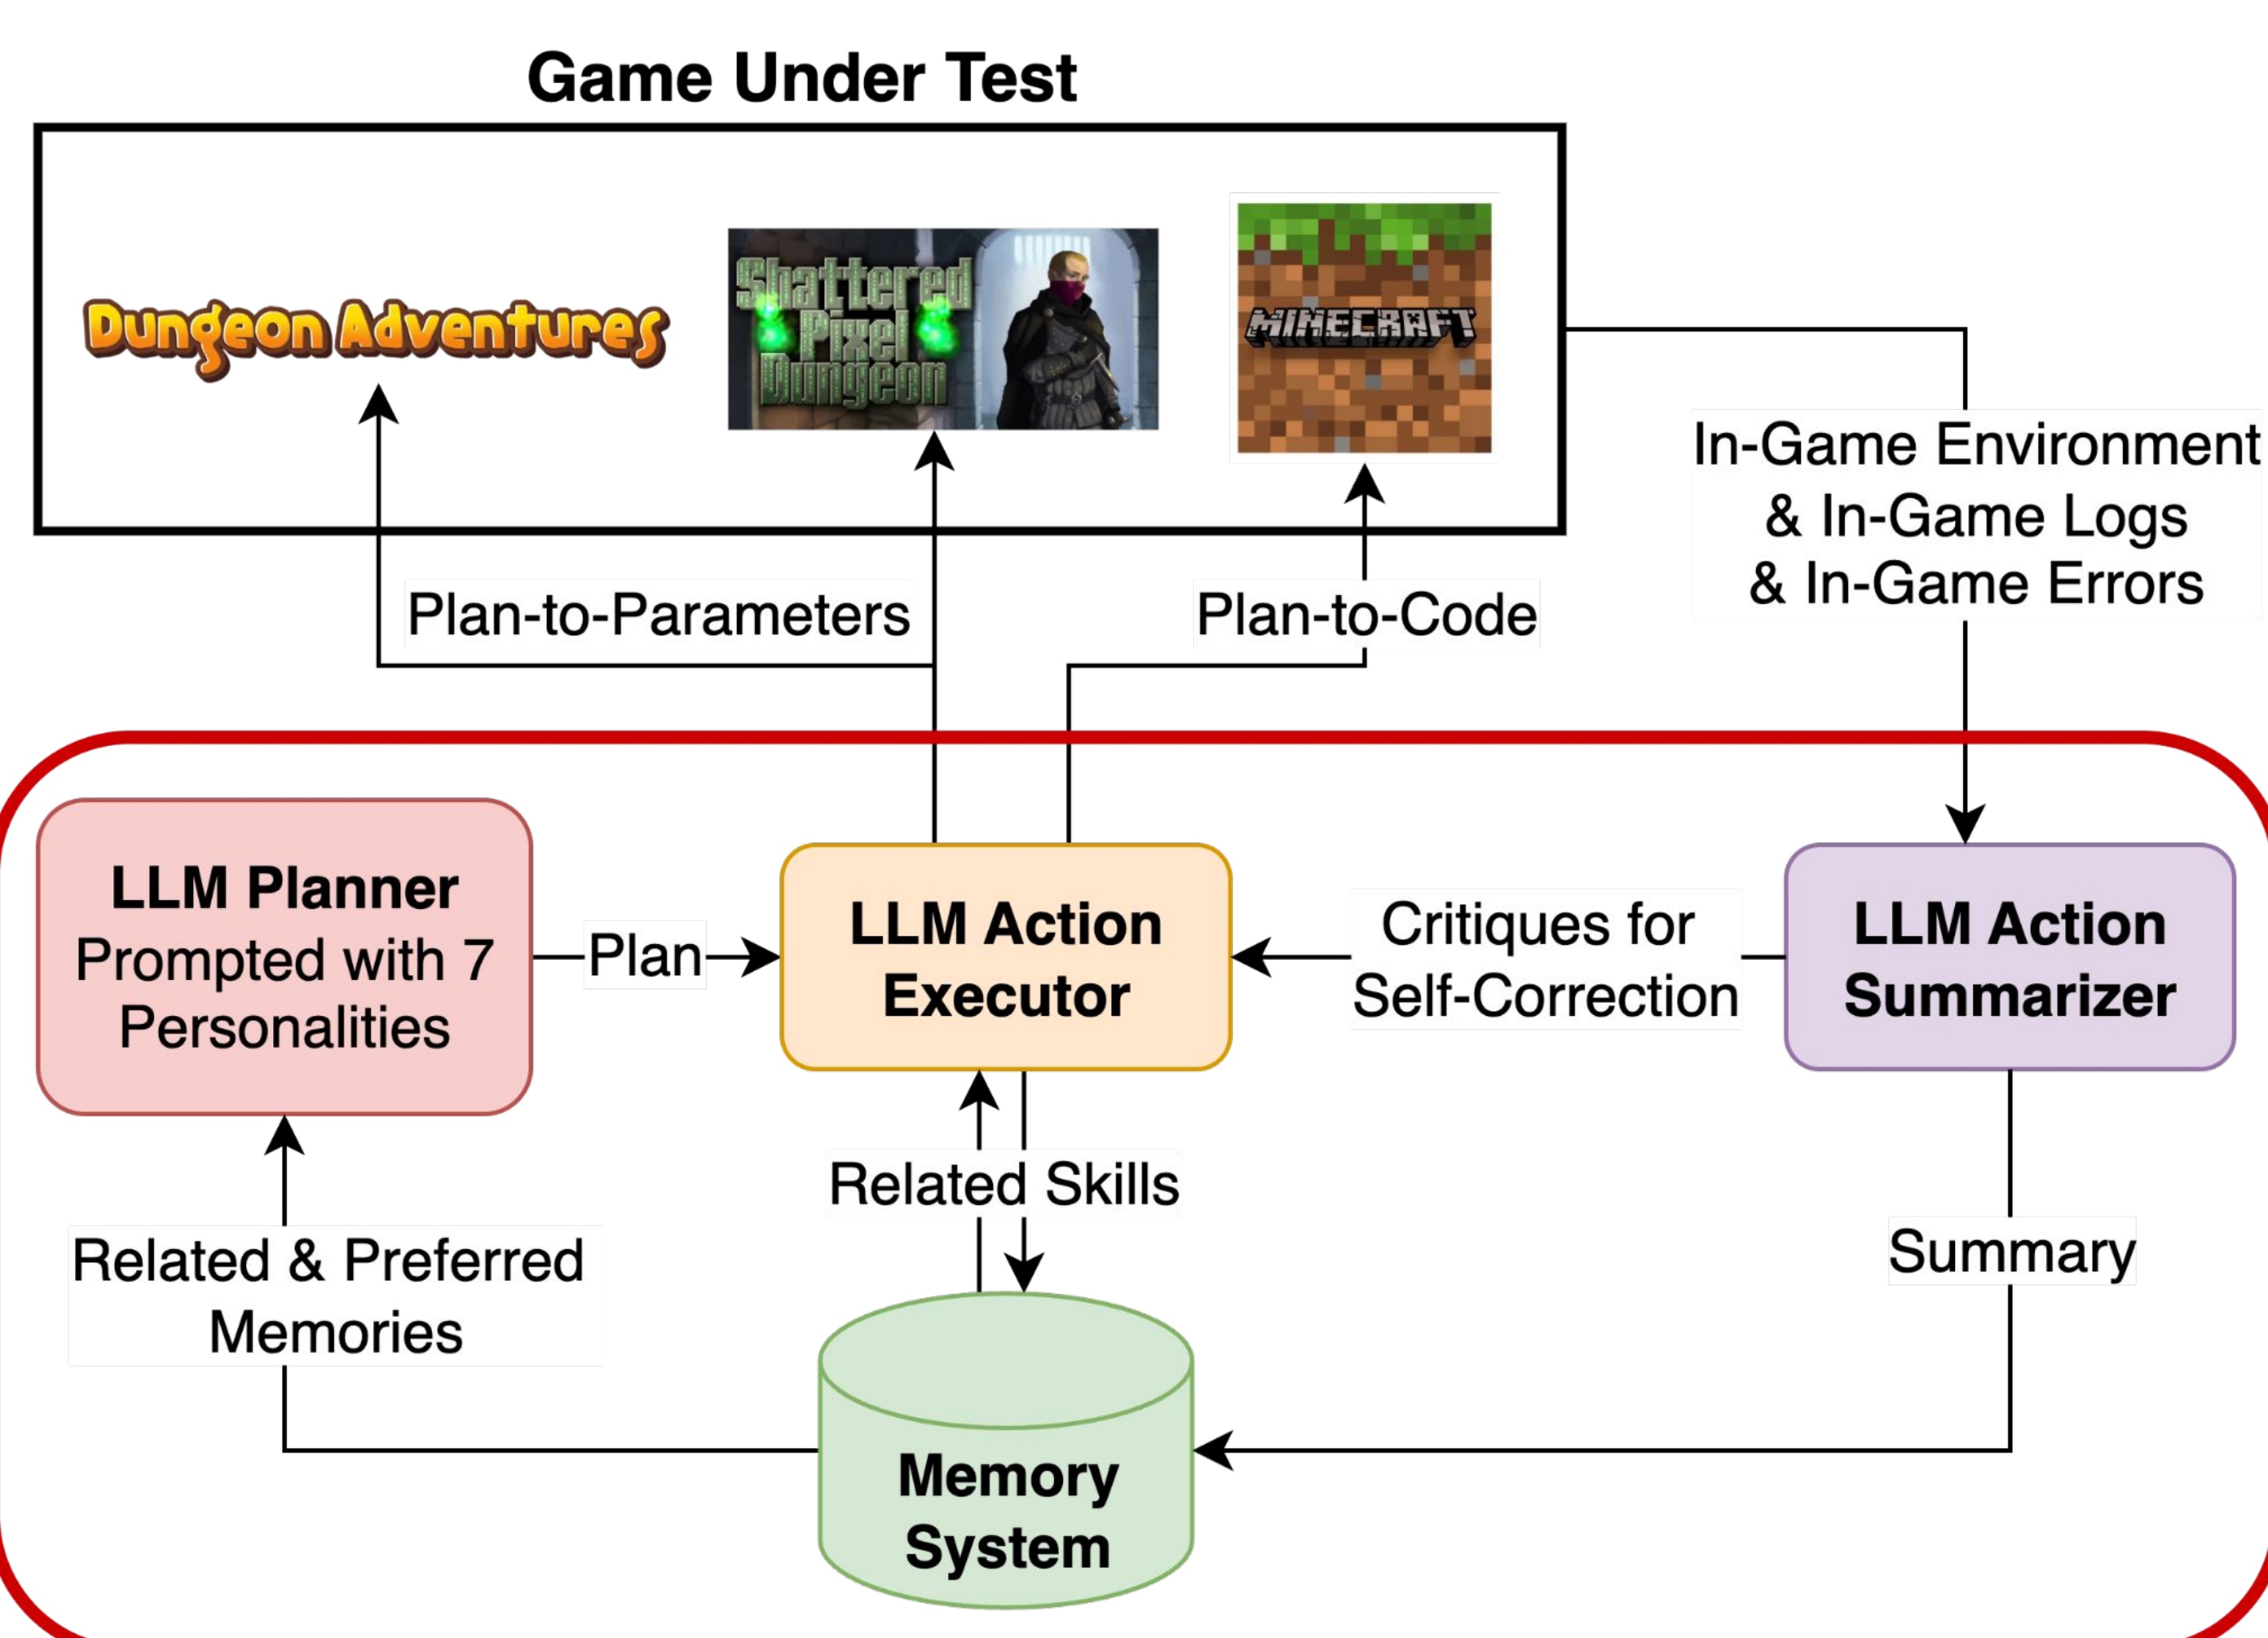 Game Under Test
Dungeon Adventures
Shattered
Pixel
Dungeon
MINECRAFT
In-Game Environment
& In-Game Logs
& In-Game Errors
Plan-to-Parameters
Plan-to-Code
LLM Planner
Prompted with 7
Personalities
Plan
LLM Action
Executor
Critiques for
Self-Correction
LLM Action
Summarizer
Related Skills
Related & Preferred
Memories
Summary
Memory
System